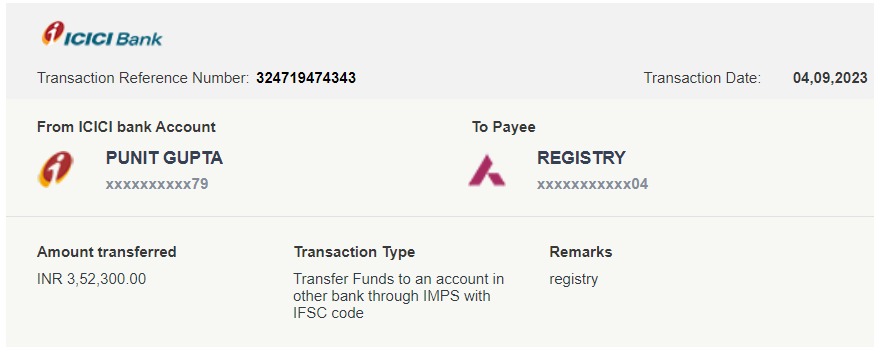 ICICI Bank
Transaction Reference Number: 324719474343 Transaction Date: 04,09,2023
From ICICI bank Account To Payee
PUNIT GUPTA REGISTRY
xxxxxxxxxx79 xxxxxxxxxxx04
Amount transferred Transaction Type Remarks
INR 3,52,300.00 Transfer Funds to an account in registry
other bank through IMPS with
IFSC code